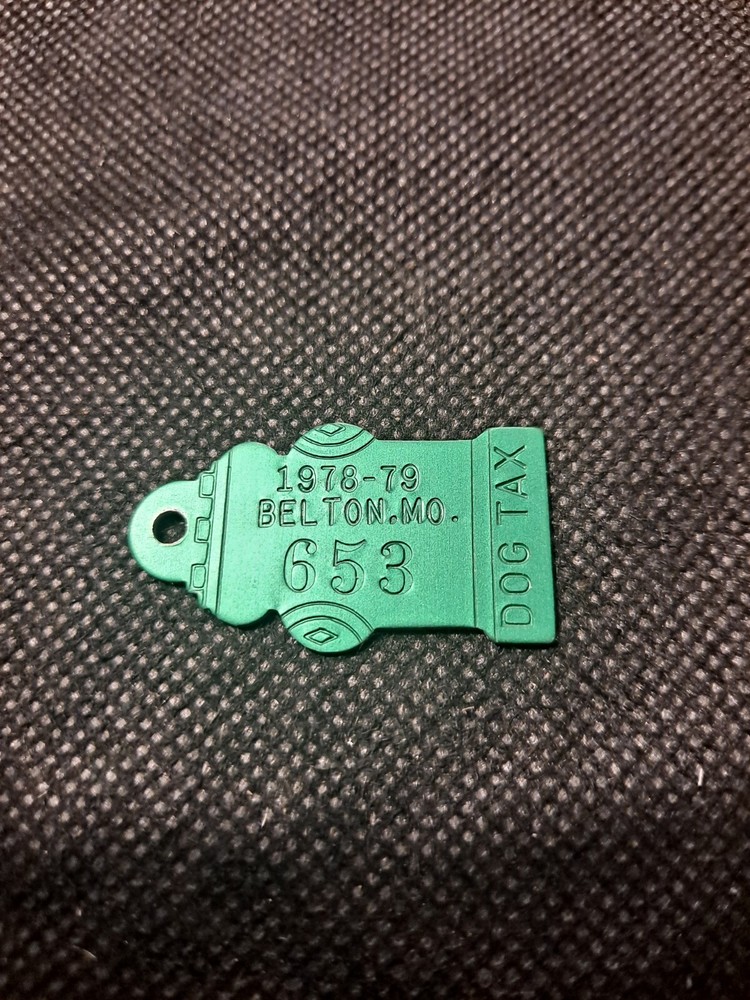 1978-79
BELTON.MO.
653
DOG TAX